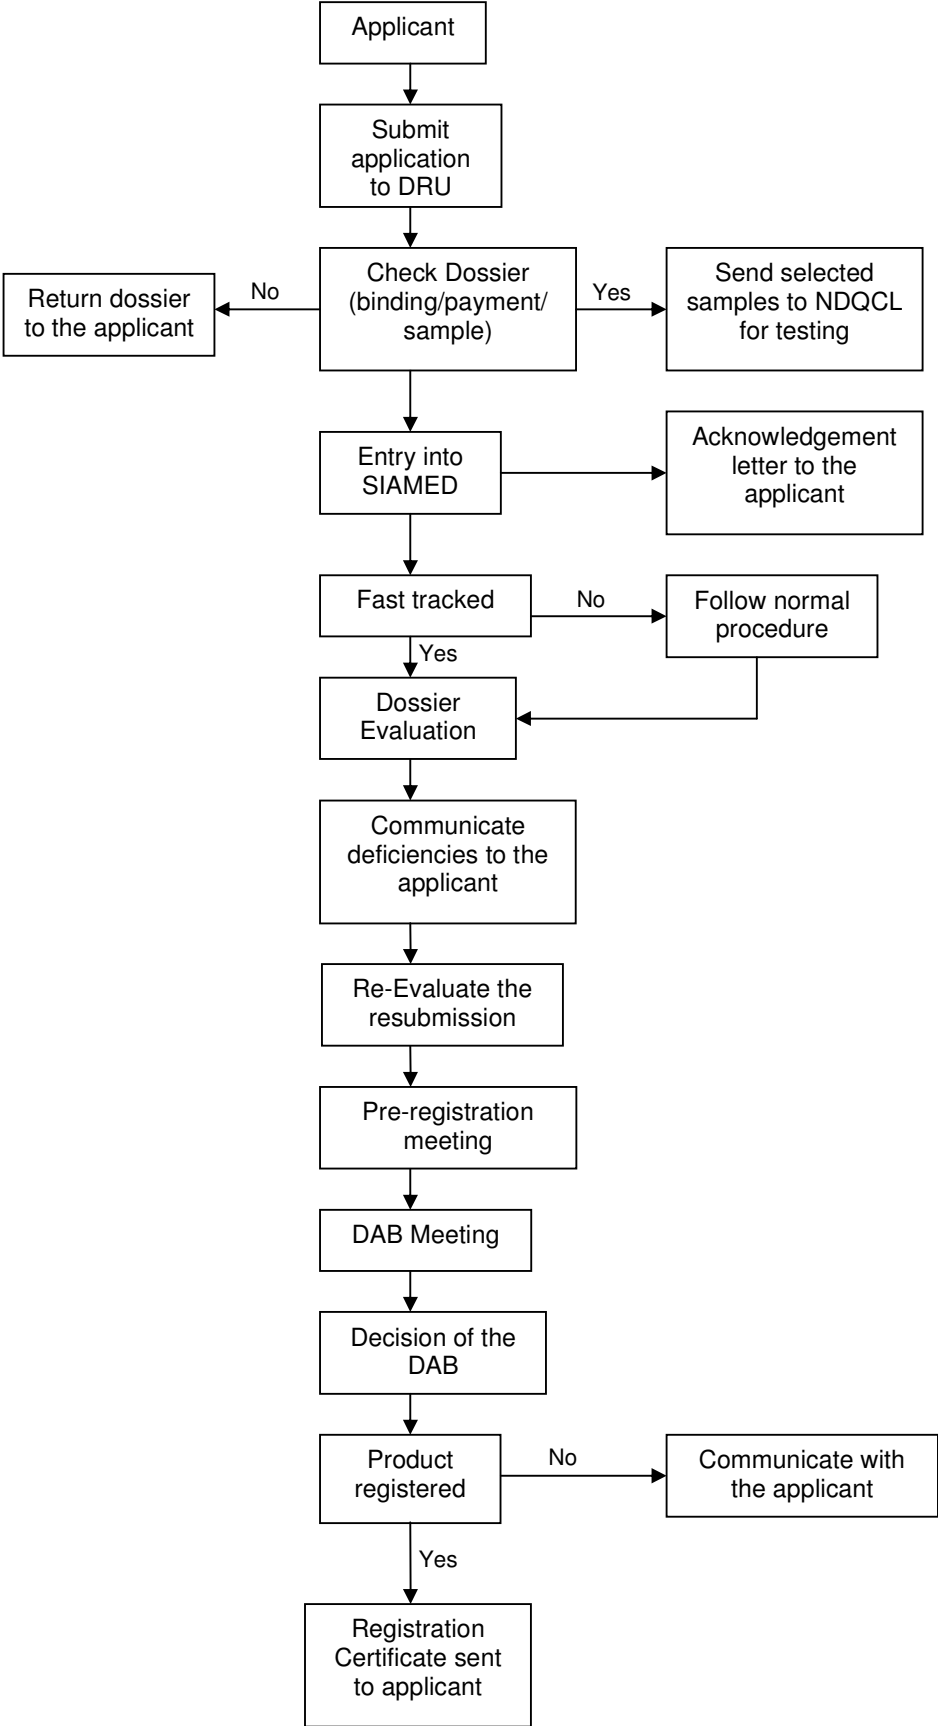 Applicant
Submit
application
to DRU
Check Dossier
(binding/payment/
sample)
No
Return dossier
to the applicant
Yes
Send selected
samples to NDQCL
for testing
Entry into
SIAMED
Acknowledgement
letter to the
applicant
Fast tracked
No
Follow normal
procedure
Yes
Dossier
Evaluation
Communicate
deficiencies to the
applicant
Re-Evaluate the
resubmission
Pre-registration
meeting
DAB Meeting
Decision of the
DAB
Product
registered
No
Communicate with
the applicant
Yes
Registration
Certificate sent
to applicant